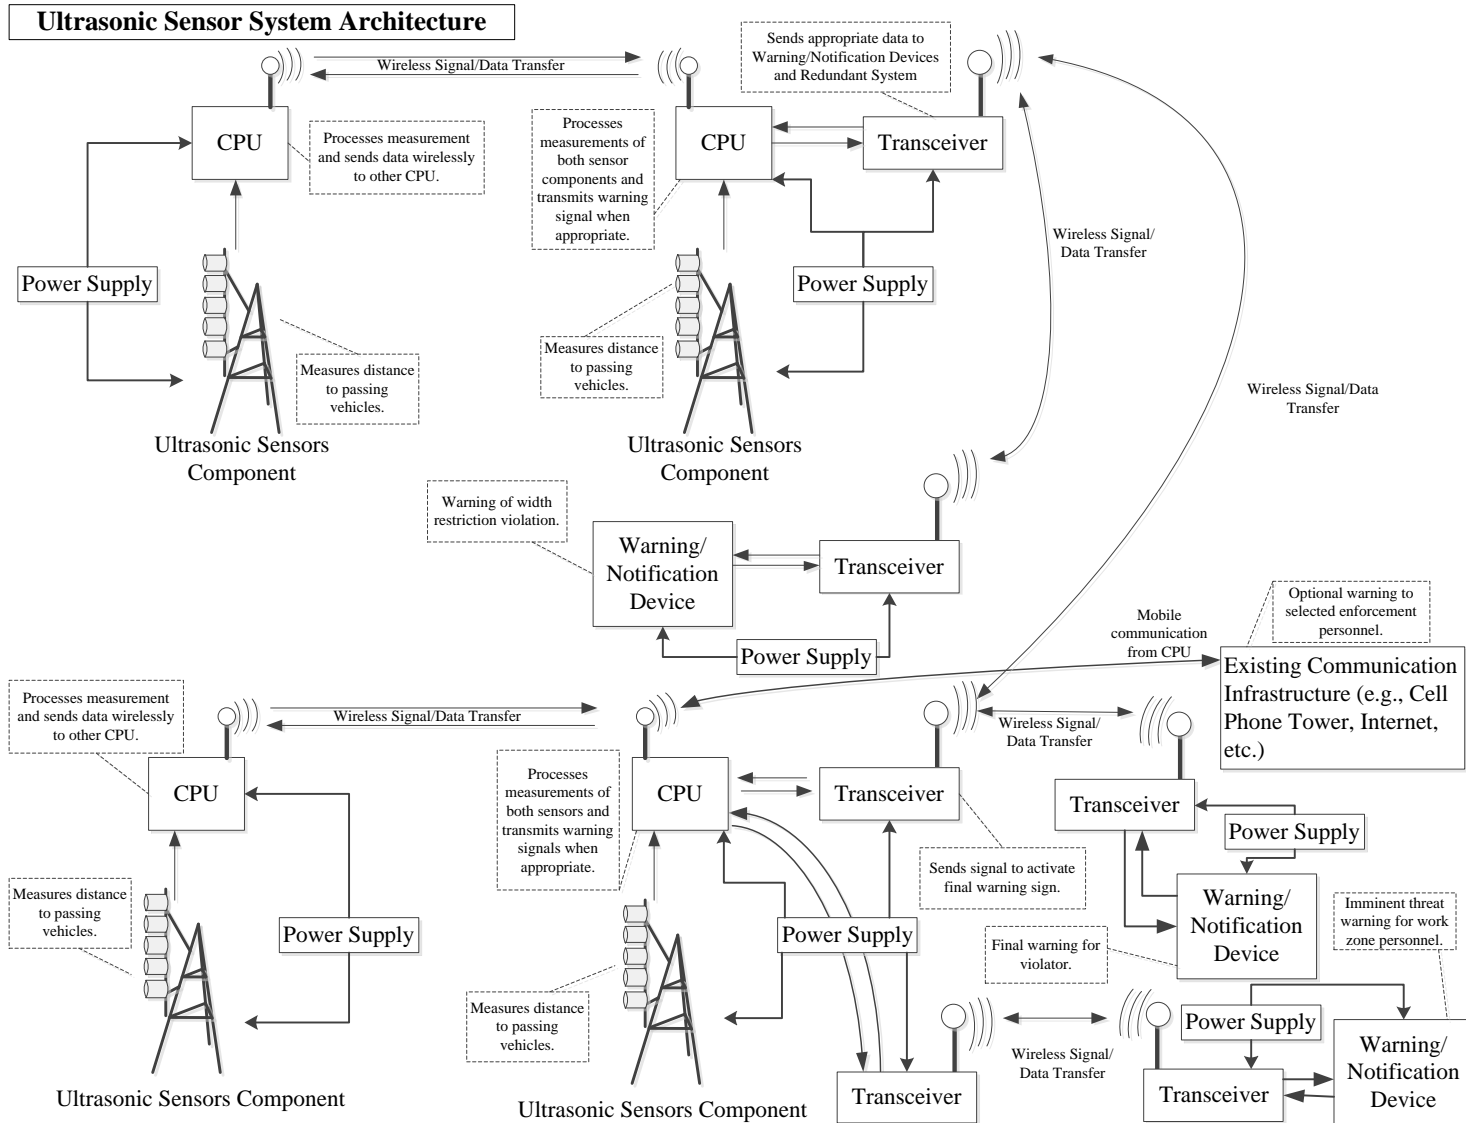 Ultrasonic Sensor System Architecture
Wireless Signal/Data Transfer
Sends appropriate data to
Warning/Notification Devices
and Redundant System
CPU
Processes measurement
and sends data wirelessly
to other CPU.
Processes
measurements of
both sensor
components and
transmits warning
signal when
appropriate.
CPU
Transceiver
Wireless Signal/
Data Transfer
Power Supply
Power Supply
Measures distance
to passing
vehicles.
Measures distance
to passing
vehicles.
Wireless Signal/Data
Transfer
Ultrasonic Sensors
Component
Ultrasonic Sensors
Component
Warning of width
restriction violation.
Warning/
Notification
Device
Transceiver
Power Supply
Mobile
communication
from CPU
Optional warning to
selected enforcement
personnel.
Existing Communication
Infrastructure (e.g., Cell
Phone Tower, Internet,
etc.)
Processes measurement
and sends data wirelessly
to other CPU.
Wireless Signal/Data Transfer
Wireless Signal/
Data Transfer
CPU
Processes
measurements of
both sensors and
transmits warning
signals when
appropriate.
CPU
Transceiver
Transceiver
Power Supply
Sends signal to activate
final warning sign.
Measures distance
to passing
vehicles.
Power Supply
Power Supply
Warning/
Notification
Device
Imminent threat
warning for work
zone personnel.
Final warning for
violator.
Measures distance
to passing
vehicles.
Power Supply
Wireless Signal/
Data Transfer
Warning/
Notification
Device
Transceiver
Transceiver
Ultrasonic Sensors Component
Ultrasonic Sensors Component